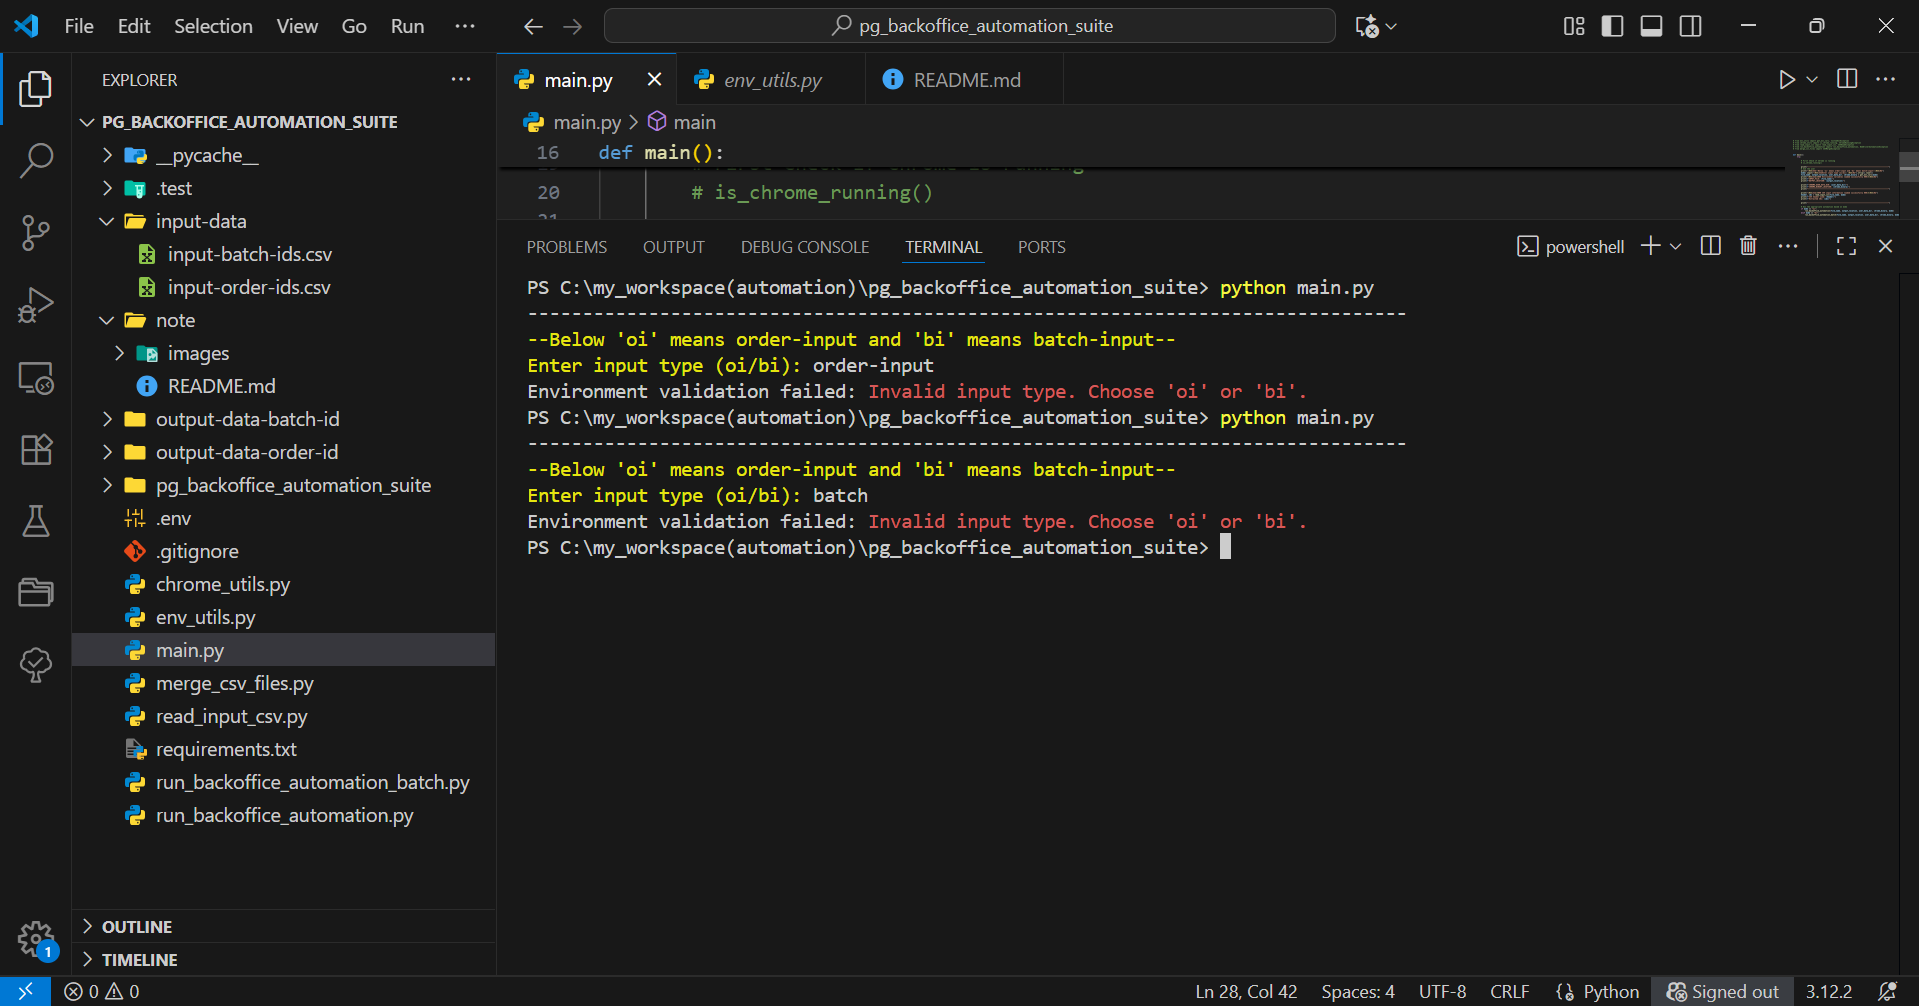 File Edit Selection View Go Run ··· pg_backoffice_automation_suite
EXPLORER ···
PG_BACKOFFICE_AUTOMATION_SUITE
__pycache__
.test
input-data
input-batch-ids.csv
input-order-ids.csv
note
images
README.md
output-data-batch-id
output-data-order-id
pg_backoffice_automation_suite
.env
.gitignore
chrome_utils.py
env_utils.py
main.py
merge_csv_files.py
read_input_csv.py
requirements.txt
run_backoffice_automation_batch.py
run_backoffice_automation.py
OUTLINE
TIMELINE
1
main.py env_utils.py README.md
main.py > main
16 def main():
20 # is_chrome_running()
21
PROBLEMS OUTPUT DEBUG CONSOLE TERMINAL PORTS powershell
PS C:\my_workspace(automation)\pg_backoffice_automation_suite> python main.py
--------------------------------------------------------------------------------
--Below 'oi' means order-input and 'bi' means batch-input--
Enter input type (oi/bi): order-input
Environment validation failed: Invalid input type. Choose 'oi' or 'bi'.
PS C:\my_workspace(automation)\pg_backoffice_automation_suite> python main.py
--------------------------------------------------------------------------------
--Below 'oi' means order-input and 'bi' means batch-input--
Enter input type (oi/bi): batch
Environment validation failed: Invalid input type. Choose 'oi' or 'bi'.
PS C:\my_workspace(automation)\pg_backoffice_automation_suite>
0 0 Ln 28, Col 42 Spaces: 4 UTF-8 CRLF Python Signed out 3.12.2